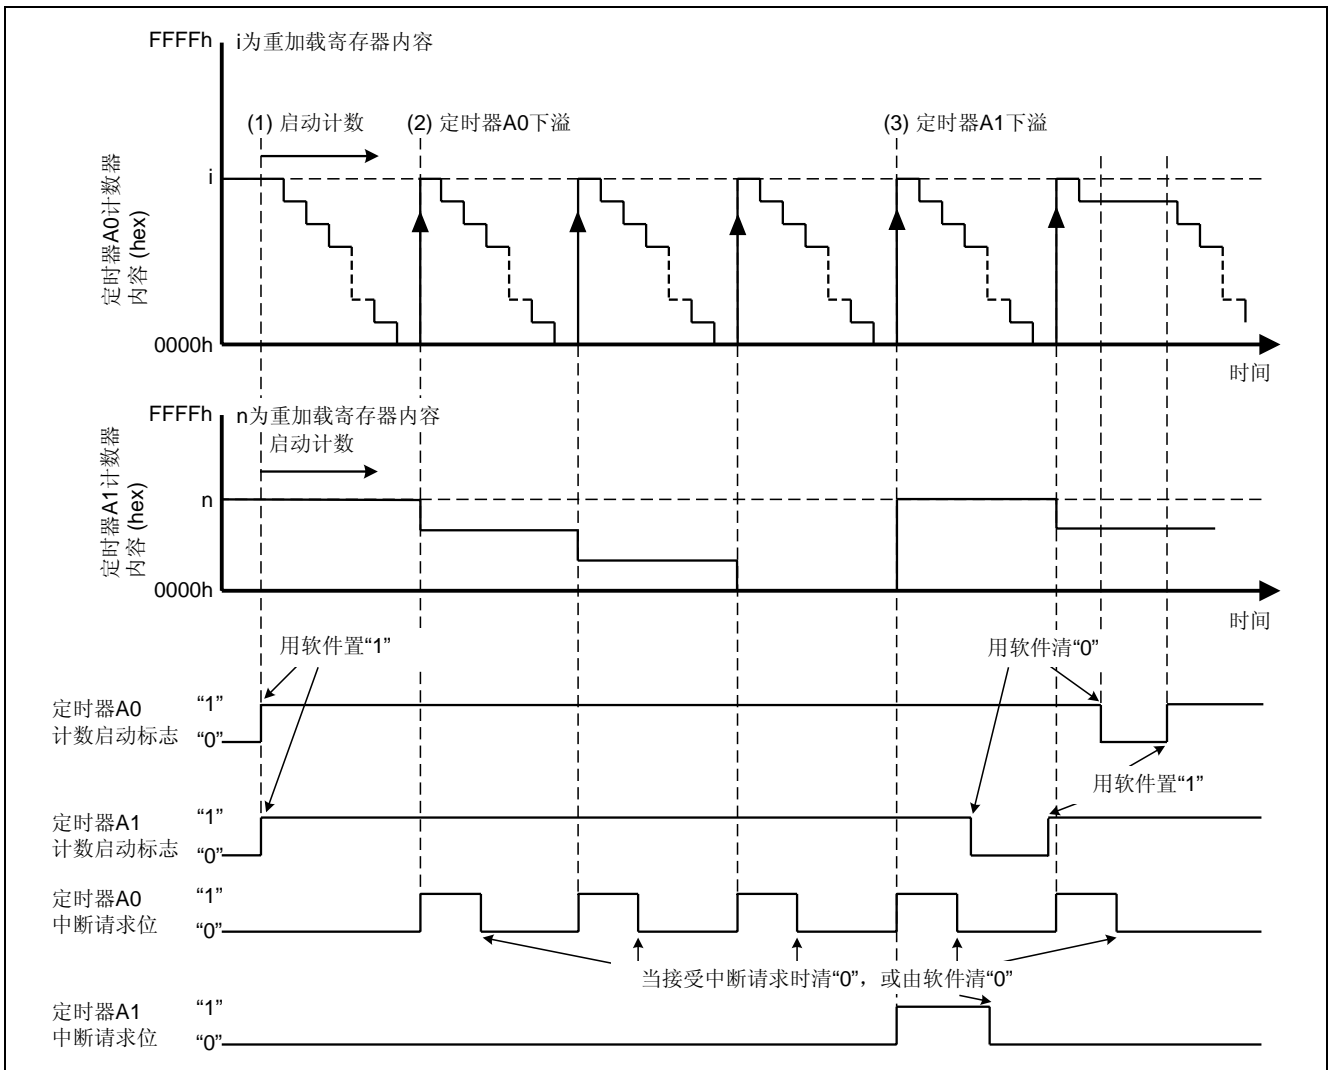 FFFFh
i为重加载寄存器内容
(1) 启动计数
(2) 定时器A0下溢
(3) 定时器A1下溢
定时器A0计数器
内容 (hex)
i
0000h
时间
FFFFh
n为重加载寄存器内容
启动计数
定时器A1计数器
内容 (hex)
n
0000h
时间
用软件置“1”
用软件清“0”
定时器A0
计数启动标志
“1”
“0”
用软件置“1”
定时器A1
计数启动标志
“1”
“0”
定时器A0
中断请求位
“1”
“0”
当接受中断请求时清“0”，或由软件清“0”
定时器A1
中断请求位
“1”
“0”